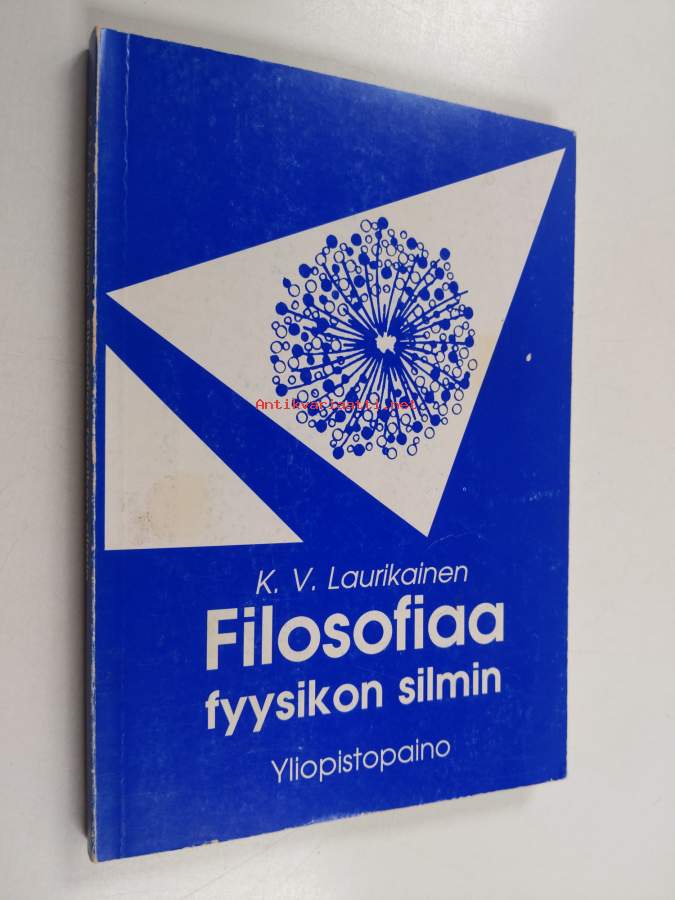 Antikvariaatti.net
K. V. Laurikainen
Filosofiaa
fyysikon silmin
Yliopistopaino